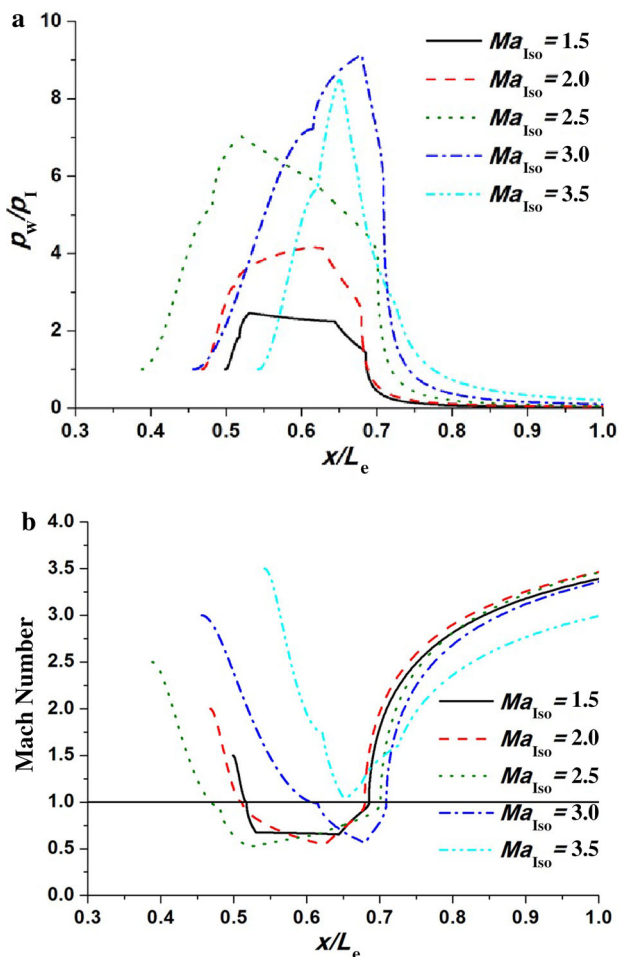 a
10
8
6
4
2
0
p_w/p_I
Ma_Iso = 1.5
Ma_Iso = 2.0
Ma_Iso = 2.5
Ma_Iso = 3.0
Ma_Iso = 3.5
0.3 0.4 0.5 0.6 0.7 0.8 0.9 1.0
x/L_e
b
4.0
3.5
3.0
2.5
2.0
1.5
1.0
0.5
0.0
Mach Number
Ma_Iso = 1.5
Ma_Iso = 2.0
Ma_Iso = 2.5
Ma_Iso = 3.0
Ma_Iso = 3.5
0.3 0.4 0.5 0.6 0.7 0.8 0.9 1.0
x/L_e